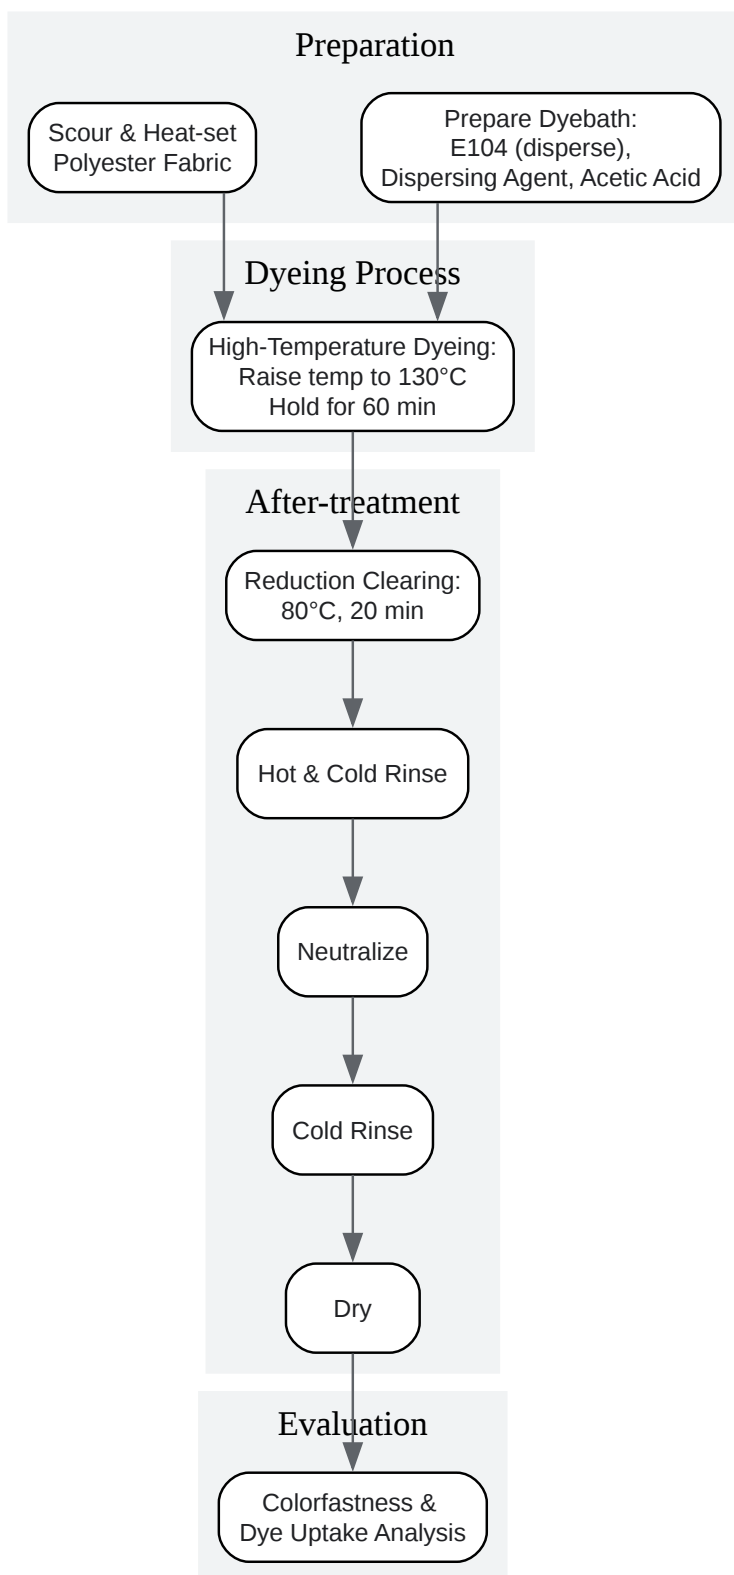 Preparation
Scour & Heat-set
Polyester Fabric
Prepare Dyebath:
E104 (disperse),
Dispersing Agent, Acetic Acid
Dyeing Process
High-Temperature Dyeing:
Raise temp to 130°C
Hold for 60 min
After-treatment
Reduction Clearing:
80°C, 20 min
Hot & Cold Rinse
Neutralize
Cold Rinse
Dry
Evaluation
Colorfastness &
Dye Uptake Analysis